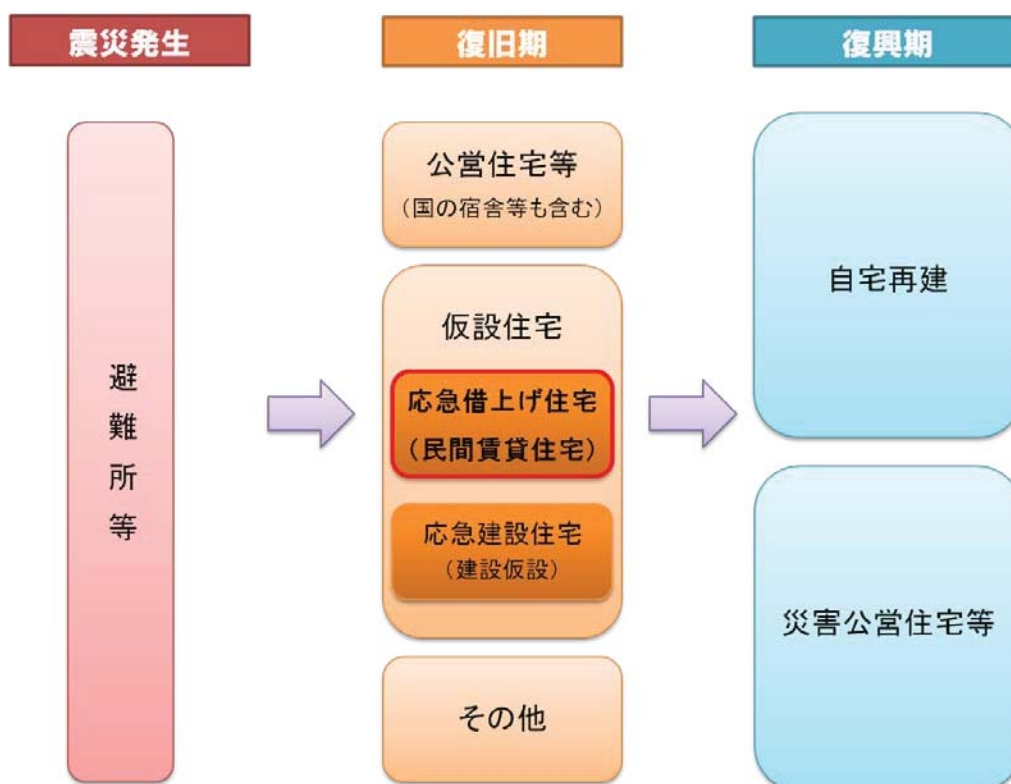 震災発生
復旧期
復興期
避難所等
公営住宅等
（国の宿舎等も含む）
仮設住宅
応急借上げ住宅
（民間賃貸住宅）
応急建設住宅
（建設仮設）
その他
自宅再建
災害公営住宅等